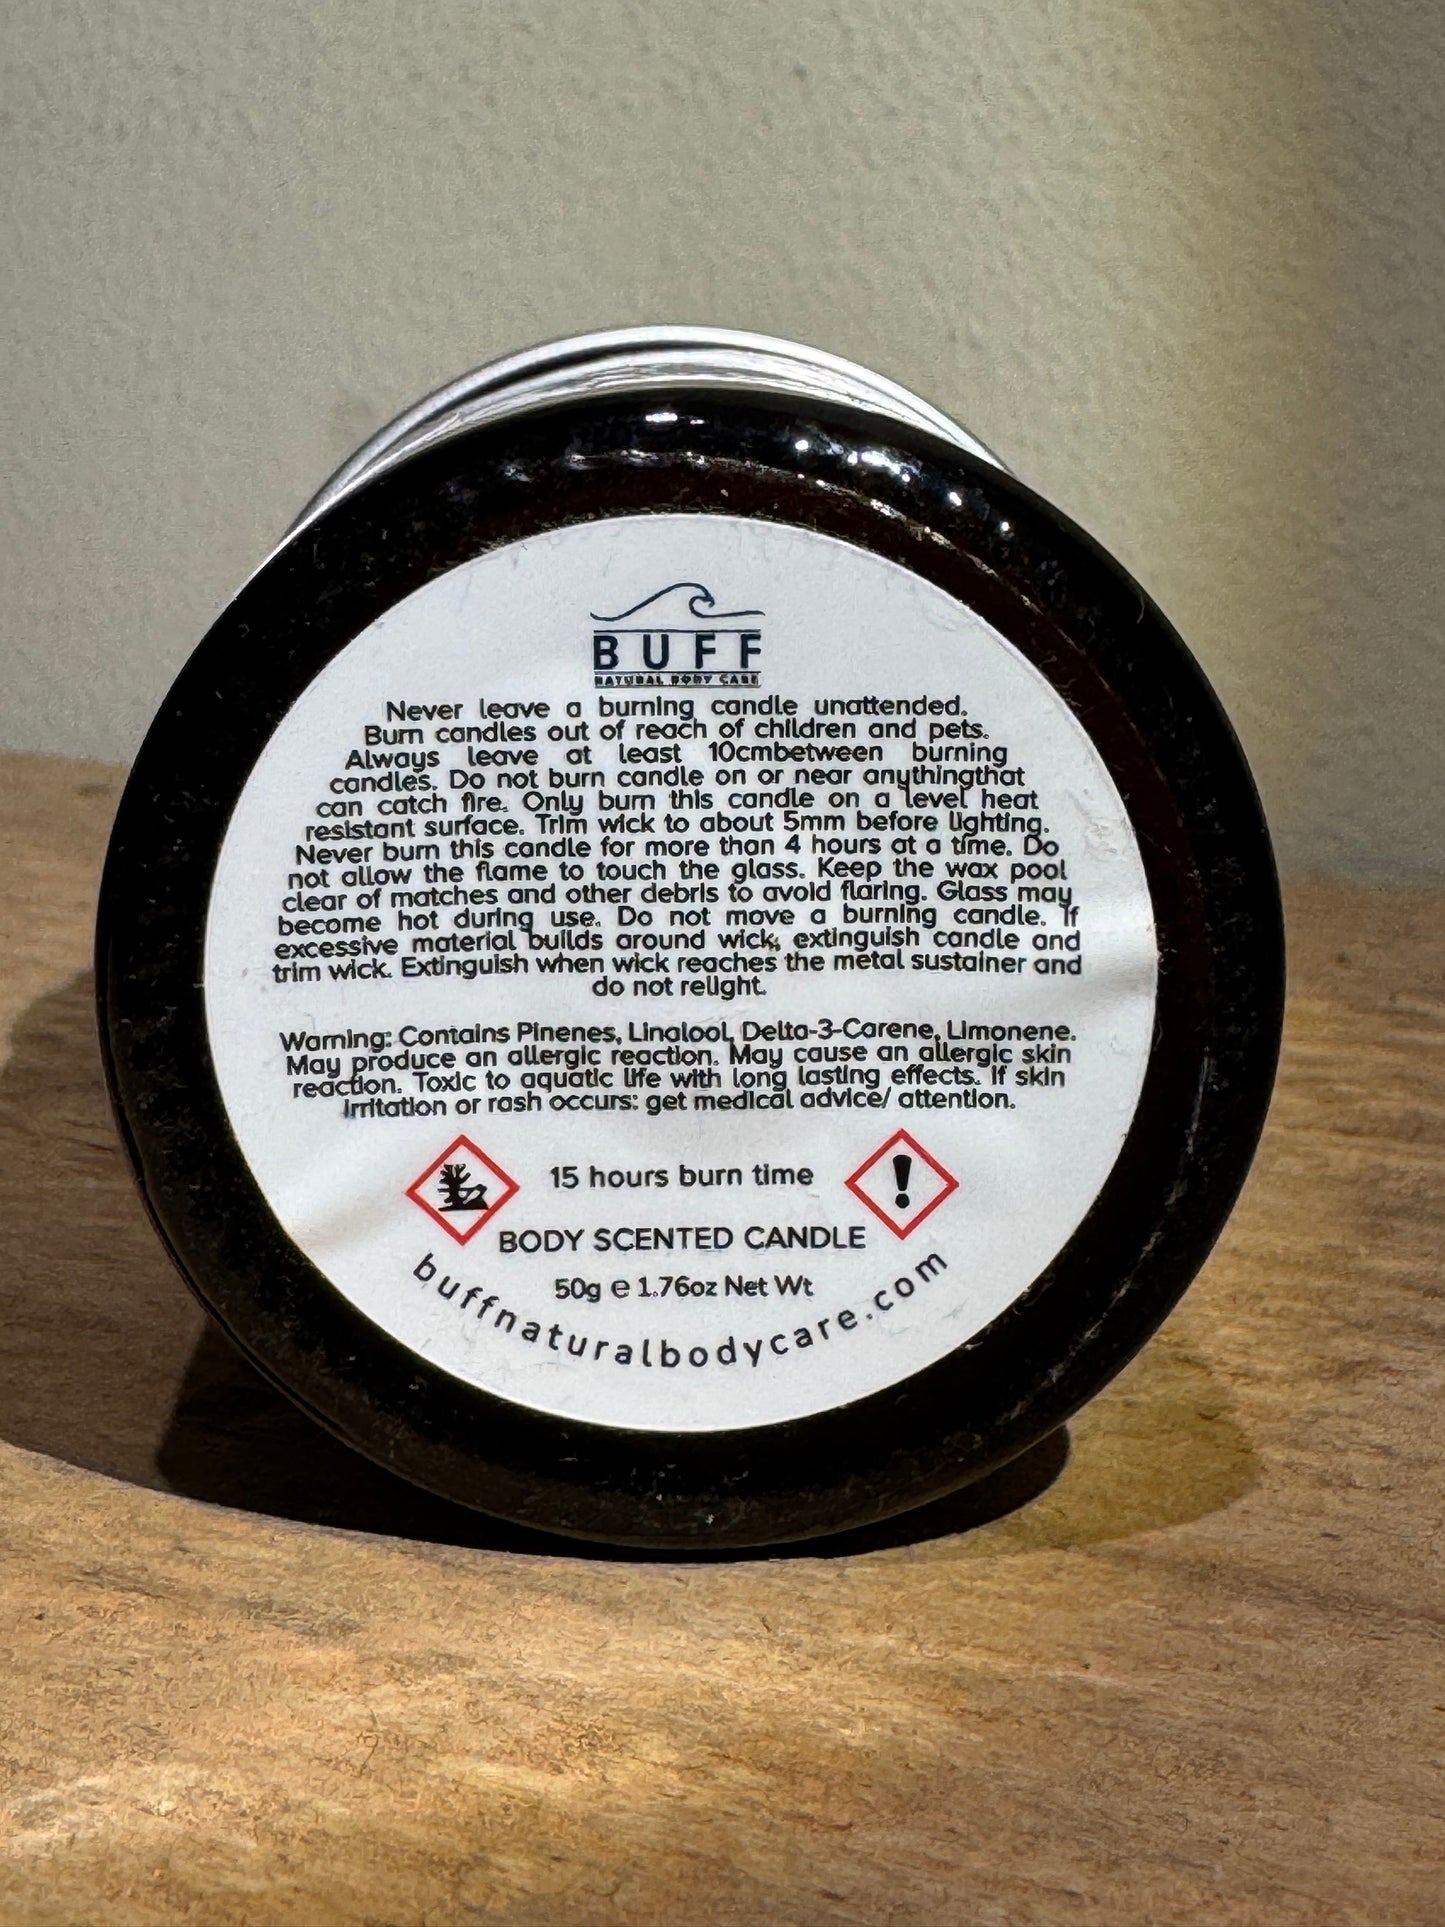 BUFF
NATURAL BODY CARE
Never leave a burning candle unattended.
Burn candles out of reach of children and pets.
Always leave at least 10cmbetween burning
candles. Do not burn candle on or near anythingthat
can catch fire. Only burn this candle on a level heat
resistant surface. Trim wick to about 5mm before lighting.
Never burn this candle for more than 4 hours at a time. Do
not allow the flame to touch the glass. Keep the wax pool
clear of matches and other debris to avoid flaring. Glass may
become hot during use. Do not move a burning candle. If
excessive material builds around wick, extinguish candle and
trim wick. Extinguish when wick reaches the metal sustainer and
do not relight.
Warning: Contains Pinenes, Linalool, Delta-3-Carene, Limonene.
May produce an allergic reaction. May cause an allergic skin
reaction. Toxic to aquatic life with long lasting effects. If skin
irritation or rash occurs: get medical advice/ attention.
15 hours burn time
BODY SCENTED CANDLE
50g e 1.76oz Net Wt
buffnaturalbodycare.com